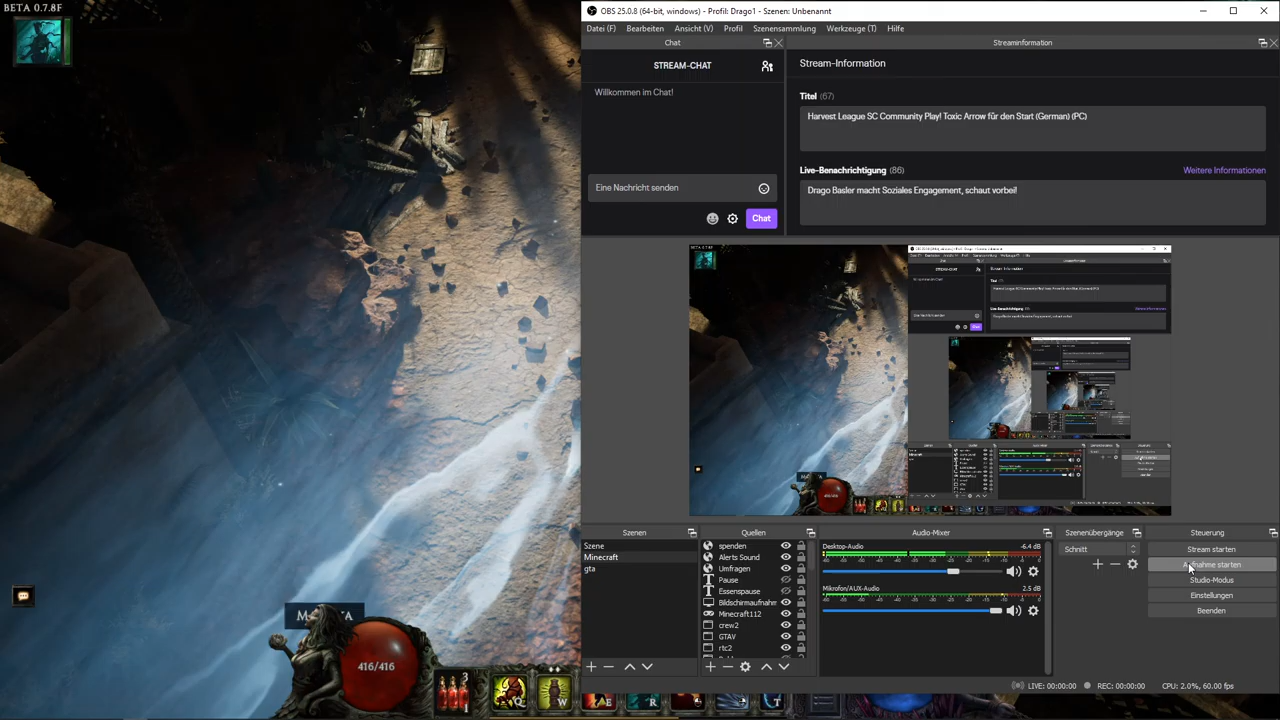 BETA 0.7.8F
OBS 25.0.8 (64-bit, windows) - Profil: Drago1 - Szenen: Unbenannt
Datei (F) Bearbeiten Ansicht (V) Profil Szenensammlung Werkzeuge (T) Hilfe
Chat
Streaminformation
STREAM-CHAT
Willkommen im Chat!
Eine Nachricht senden
Chat
Stream-Information
Titel (67)
Harvest League SC Community Play! Toxic Arrow für den Start (German) (PC)
Live-Benachrichtigung (86)
Weitere Informationen
Drago Basler macht Soziales Engagement, schaut vorbei!
416/416
3
1
Q
W
E
R
T
Szenen
Szene
Minecraft
gta
Quellen
spenden
Alerts Sound
Umfragen
Pause
Essenspause
Bildschirmaufnahm
Minecraft112
crew2
GTAV
rtc2
Audio-Mixer
Desktop-Audio
-6.4 dB
Mikrofon/AUX-Audio
2.5 dB
Szenenübergänge
Schnitt
Steuerung
Stream starten
Aufnahme starten
Studio-Modus
Einstellungen
Beenden
LIVE: 00:00:00
REC: 00:00:00
CPU: 2.0%, 60.00 fps